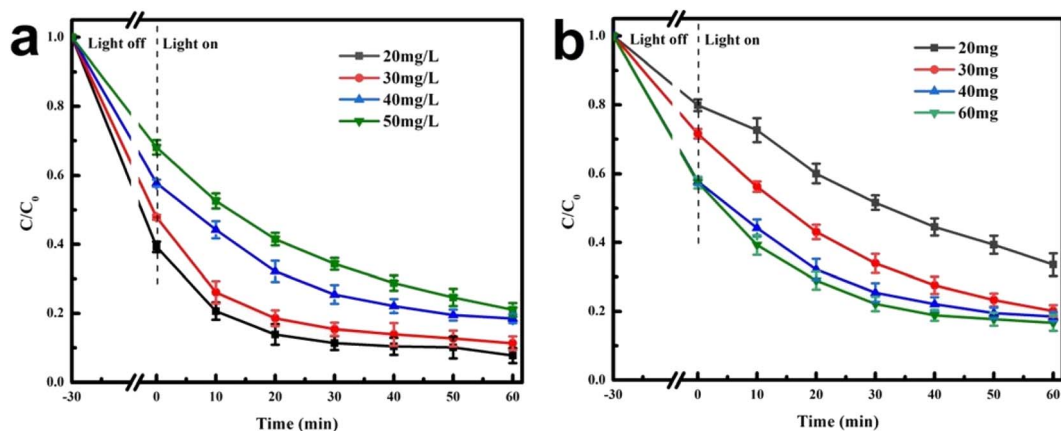 a
Light off
Light on
20mg/L
30mg/L
40mg/L
50mg/L
C/C₀
1.0
0.8
0.6
0.4
0.2
0.0
-30
0
10
20
30
40
50
60
Time (min)
b
Light off
Light on
20mg
30mg
40mg
60mg
C/C₀
1.0
0.8
0.6
0.4
0.2
0.0
-30
0
10
20
30
40
50
60
Time (min)